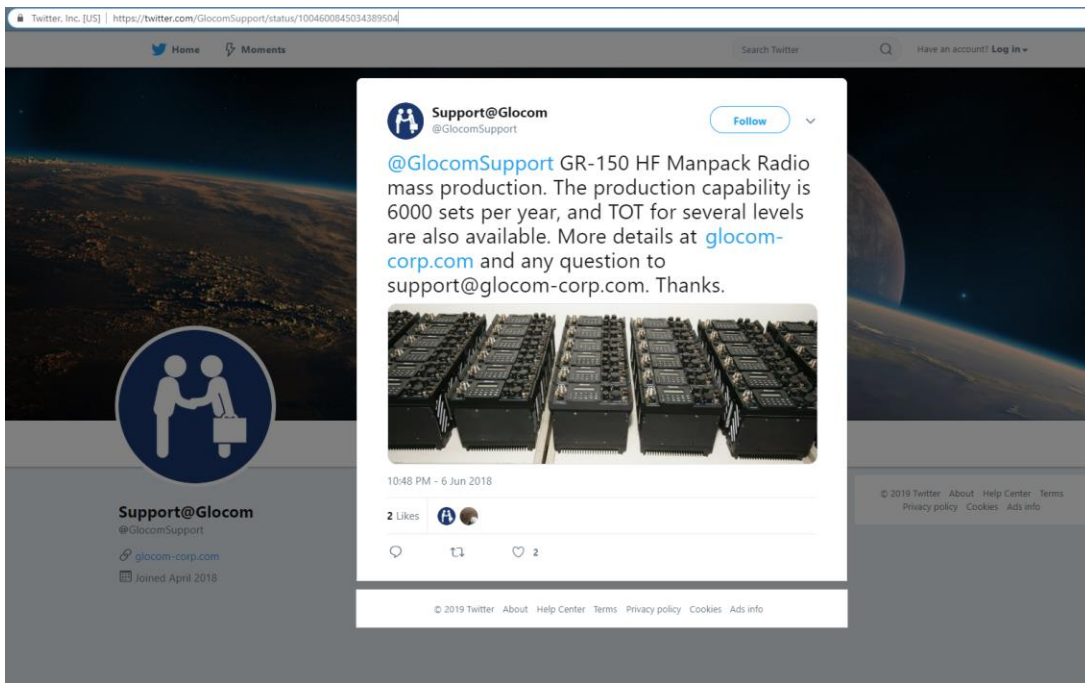 Twitter, Inc. [US] | https://twitter.com/GlocomSupport/status/1004600845034389504
Home Moments Search Twitter Have an account? Log in
Support@Glocom
@GlocomSupport
Follow
@GlocomSupport GR-150 HF Manpack Radio
mass production. The production capability is
6000 sets per year, and TOT for several levels
are also available. More details at glocom-
corp.com and any question to
support@glocom-corp.com. Thanks.
10:48 PM - 6 Jun 2018
2 Likes
2
Support@Glocom
@GlocomSupport
glocom-corp.com
Joined April 2018
© 2019 Twitter About Help Center Terms
Privacy policy Cookies Ads info
© 2019 Twitter About Help Center Terms Privacy policy Cookies Ads info